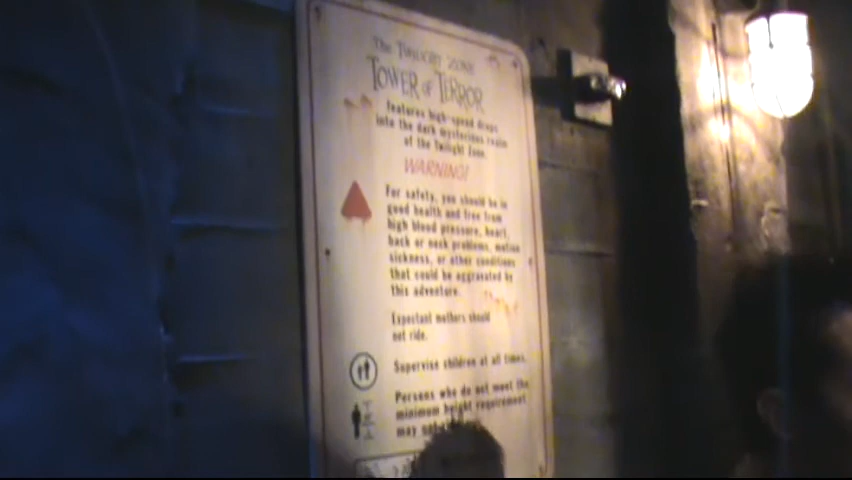 The TWILIGHT ZONE
TOWER OF TERROR
features high-speed drops
into the dark mysterious realm
of the Twilight Zone.
WARNING!
For safety, you should be in
good health and free from
high blood pressure, heart,
back or neck problems, motion
sickness, or other conditions
that could be aggravated by
this adventure.
Expectant mothers should
not ride.
Supervise children at all times.
Persons who do not meet the
minimum height requirement
may not